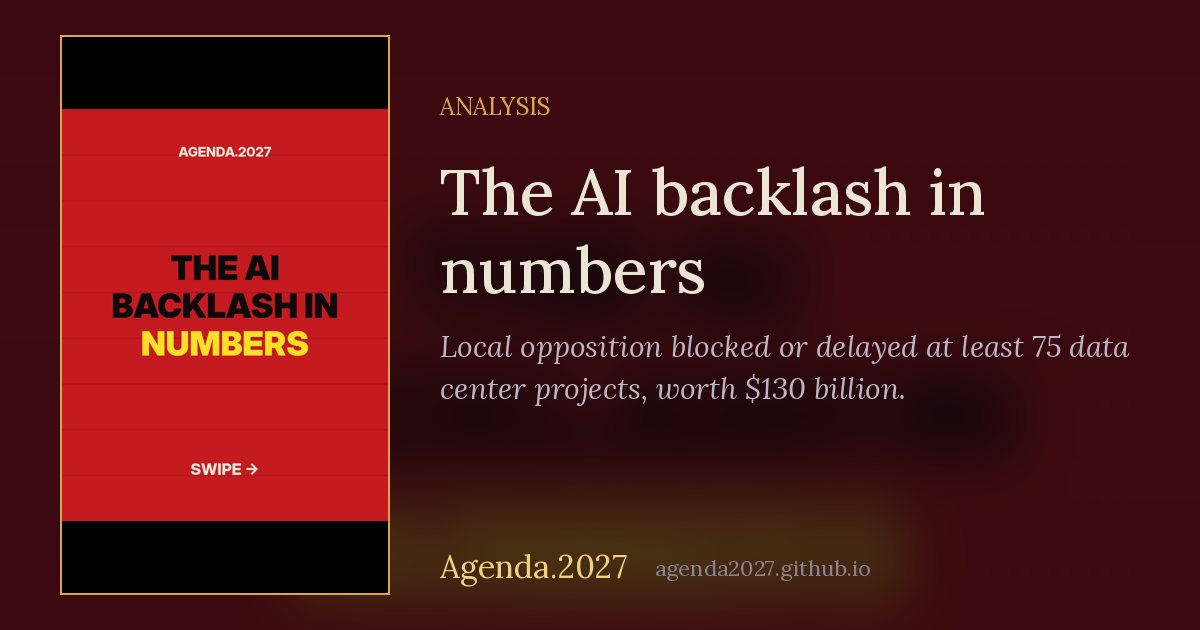 AGENDA.2027
THE AI
BACKLASH IN
NUMBERS
SWIPE →
ANALYSIS
The AI backlash in
numbers
Local opposition blocked or delayed at least 75 data
center projects, worth $130 billion.
Agenda.2027 agenda2027.github.io